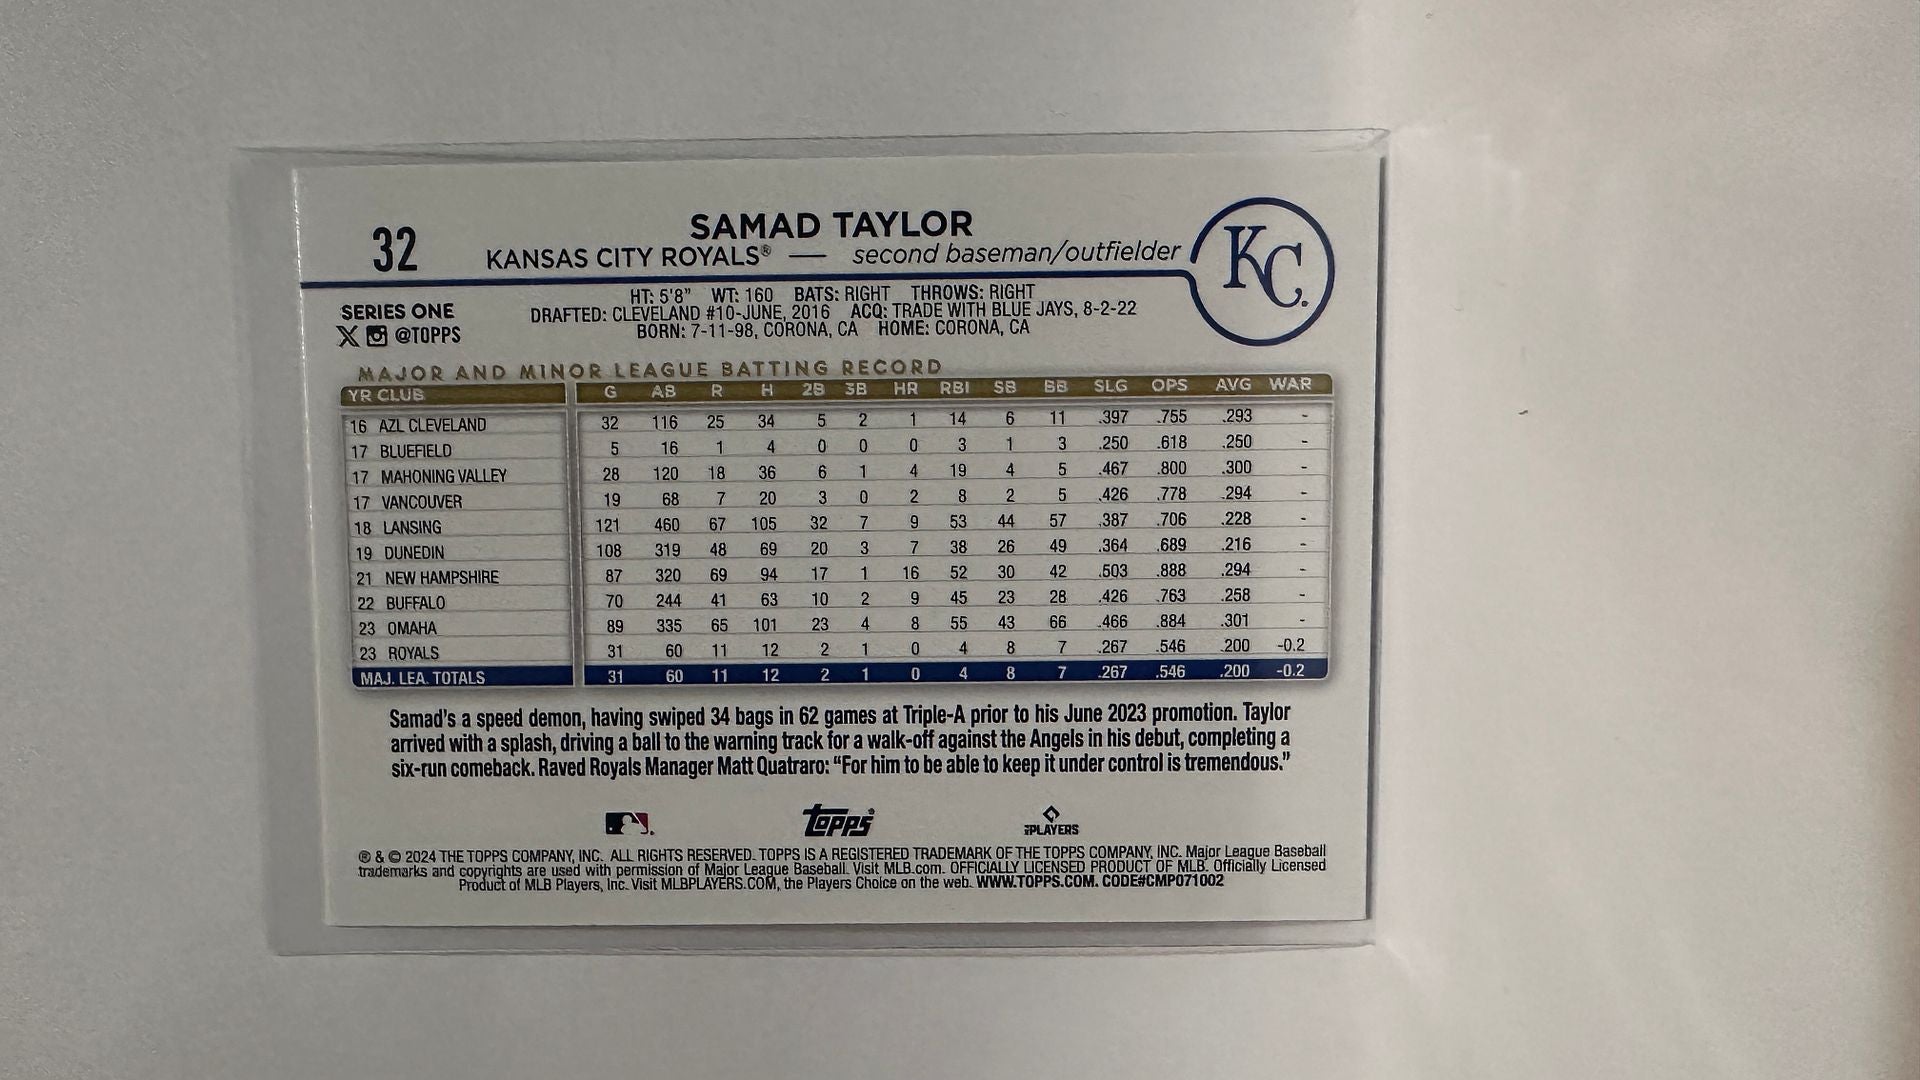 32
SAMAD TAYLOR
KANSAS CITY ROYALS® — second baseman/outfielder
KC
SERIES ONE
@TOPPS
HT: 5'8" WT: 160 BATS: RIGHT THROWS: RIGHT
DRAFTED: CLEVELAND #10-JUNE, 2016 ACQ: TRADE WITH BLUE JAYS, 8-2-22
BORN: 7-11-98, CORONA, CA HOME: CORONA, CA
MAJOR AND MINOR LEAGUE BATTING RECORD
YR CLUB G AB R H 2B 3B HR RBI SB BB SLG OPS AVG WAR
16 AZL CLEVELAND 32 116 25 34 5 2 1 14 6 11 .397 .755 .293 -
17 BLUEFIELD 5 16 1 4 0 0 0 3 1 3 .250 .618 .250 -
17 MAHONING VALLEY 28 120 18 36 6 1 4 19 4 5 .467 .800 .300 -
17 VANCOUVER 19 68 7 20 3 0 2 8 2 5 .426 .778 .294 -
18 LANSING 121 460 67 105 32 7 9 53 44 57 .387 .706 .228 -
19 DUNEDIN 108 319 48 69 20 3 7 38 26 49 .364 .689 .216 -
21 NEW HAMPSHIRE 87 320 69 94 17 1 16 52 30 42 .503 .888 .294 -
22 BUFFALO 70 244 41 63 10 2 9 45 23 28 .426 .763 .258 -
23 OMAHA 89 335 65 101 23 4 8 55 43 66 .466 .884 .301 -
23 ROYALS 31 60 11 12 2 1 0 4 8 7 .267 .546 .200 -0.2
MAJ. LEA. TOTALS 31 60 11 12 2 1 0 4 8 7 .267 .546 .200 -0.2
Samad's a speed demon, having swiped 34 bags in 62 games at Triple-A prior to his June 2023 promotion. Taylor
arrived with a splash, driving a ball to the warning track for a walk-off against the Angels in his debut, completing a
six-run comeback. Raved Royals Manager Matt Quatraro: “For him to be able to keep it under control is tremendous.”
Topps®
PLAYERS
® & © 2024 THE TOPPS COMPANY, INC. ALL RIGHTS RESERVED. TOPPS IS A REGISTERED TRADEMARK OF THE TOPPS COMPANY, INC. Major League Baseball
trademarks and copyrights are used with permission of Major League Baseball. Visit MLB.com. OFFICIALLY LICENSED PRODUCT OF MLB. Officially Licensed
Product of MLB Players, Inc. Visit MLBPLAYERS.COM, the Players Choice on the web. WWW.TOPPS.COM. CODE#CMP071002